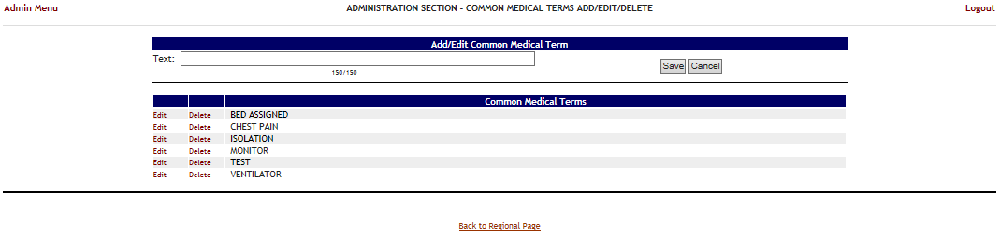 Admin Menu ADMINISTRATION SECTION - COMMON MEDICAL TERMS ADD/EDIT/DELETE Logout
Add/Edit Common Medical Term
Text: Save Cancel
150/150
Common Medical Terms
Edit Delete BED ASSIGNED
Edit Delete CHEST PAIN
Edit Delete ISOLATION
Edit Delete MONITOR
Edit Delete TEST
Edit Delete VENTILATOR
Back to Regional Page